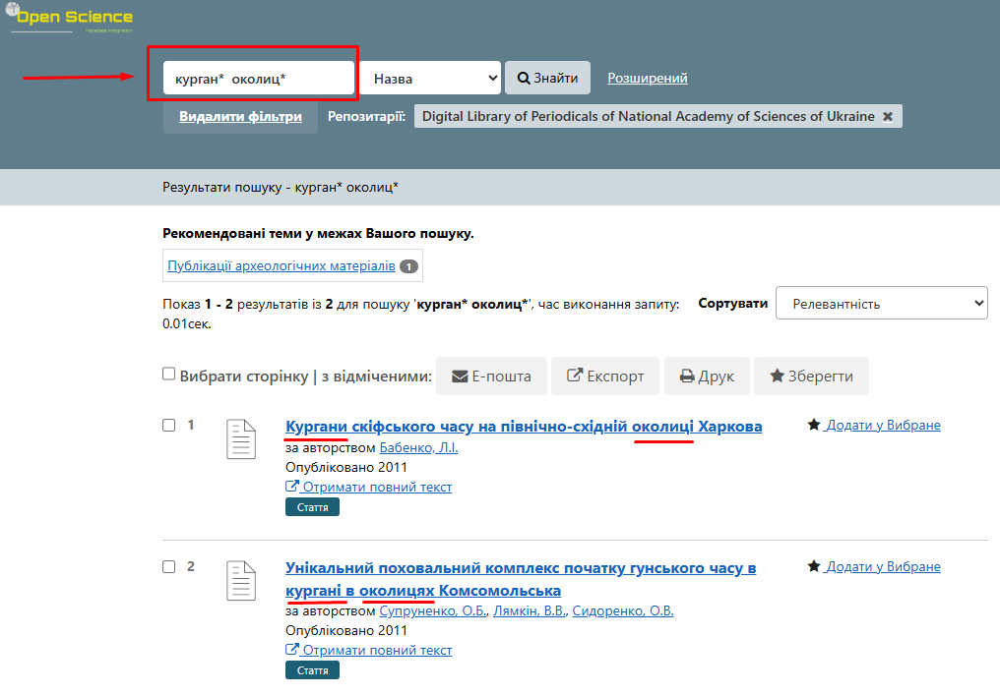 Open Science
metadata integration
курган* околиц*
Назва
Знайти
Розширений
Видалити фільтри
Репозитарії:
Digital Library of Periodicals of National Academy of Sciences of Ukraine
Результати пошуку - курган* околиц*
Рекомендовані теми у межах Вашого пошуку.
Публікації археологічних матеріалів 1
Показ 1 - 2 результатів із 2 для пошуку 'курган* околиц*', час виконання запиту:
0.01сек.
Сортувати
Релевантність
Вибрати сторінку | з відміченими:
Е-пошта
Експорт
Друк
Зберегти
1
Кургани скіфського часу на північно-східній околиці Харкова
Додати у Вибране
за авторством Бабенко, Л.І.
Опубліковано 2011
Отримати повний текст
Стаття
2
Унікальний поховальний комплекс початку гунського часу в
Додати у Вибране
кургані в околицях Комсомольська
за авторством Супруненко, О.Б., Лямкін, В.В., Сидоренко, О.В.
Опубліковано 2011
Отримати повний текст
Стаття